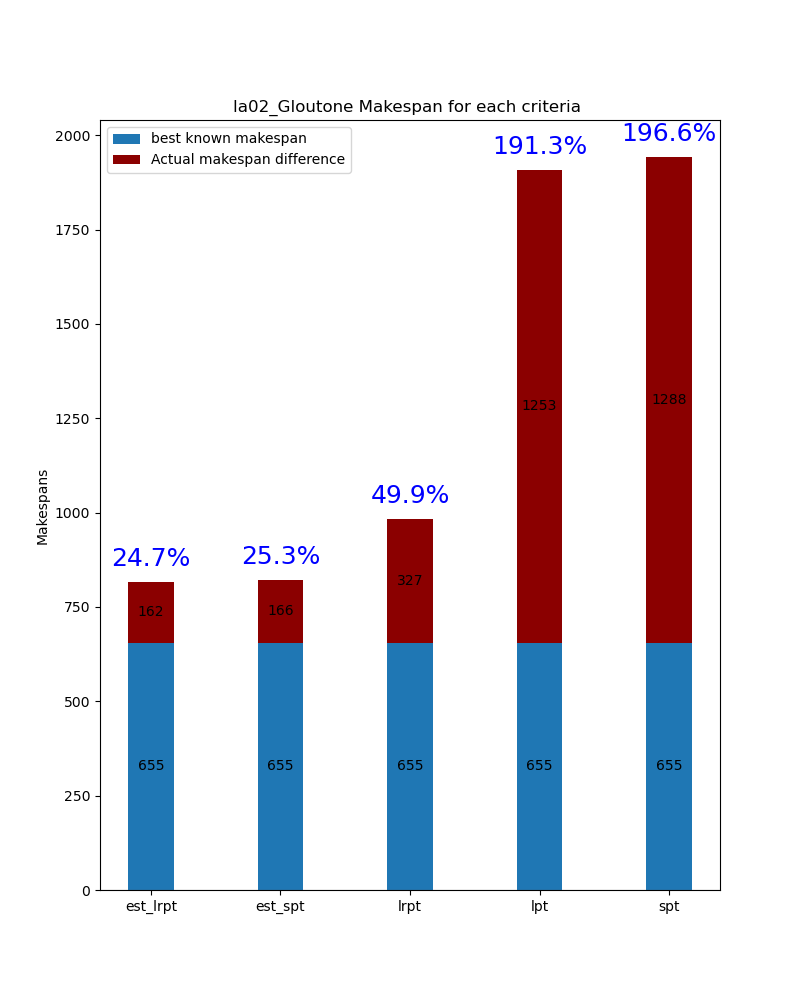 la02_Gloutone Makespan for each criteria
best known makespan
Actual makespan difference
Makespans
2000
1750
1500
1250
1000
750
500
250
0
24.7%
25.3%
49.9%
191.3%
196.6%
162
166
327
1253
1288
655
655
655
655
655
est_lrpt
est_spt
lrpt
lpt
spt